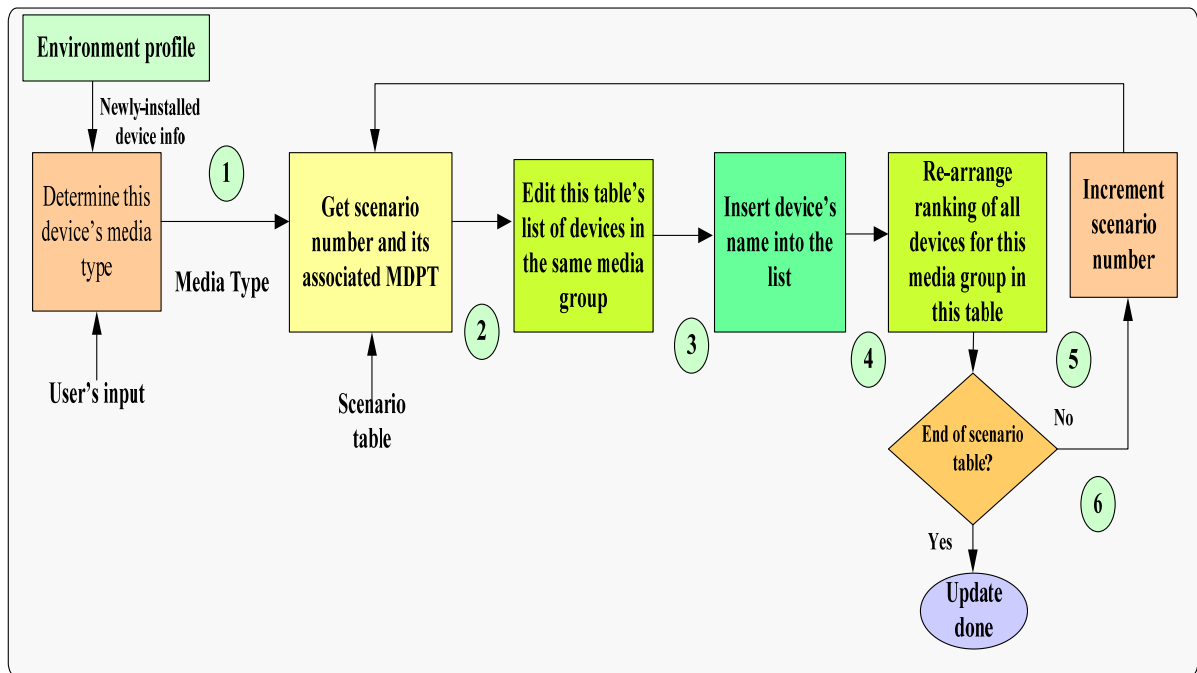 Environment profile
Newly-installed
device info
Determine this
device's media
type
User's input
1
Media Type
Get scenario
number and its
associated MDPT
Scenario
table
2
Edit this table's
list of devices in
the same media
group
3
Insert device's
name into the
list
4
Re-arrange
ranking of all
devices for this
media group in
this table
5
Increment
scenario
number
End of scenario
table?
No
6
Yes
Update
done